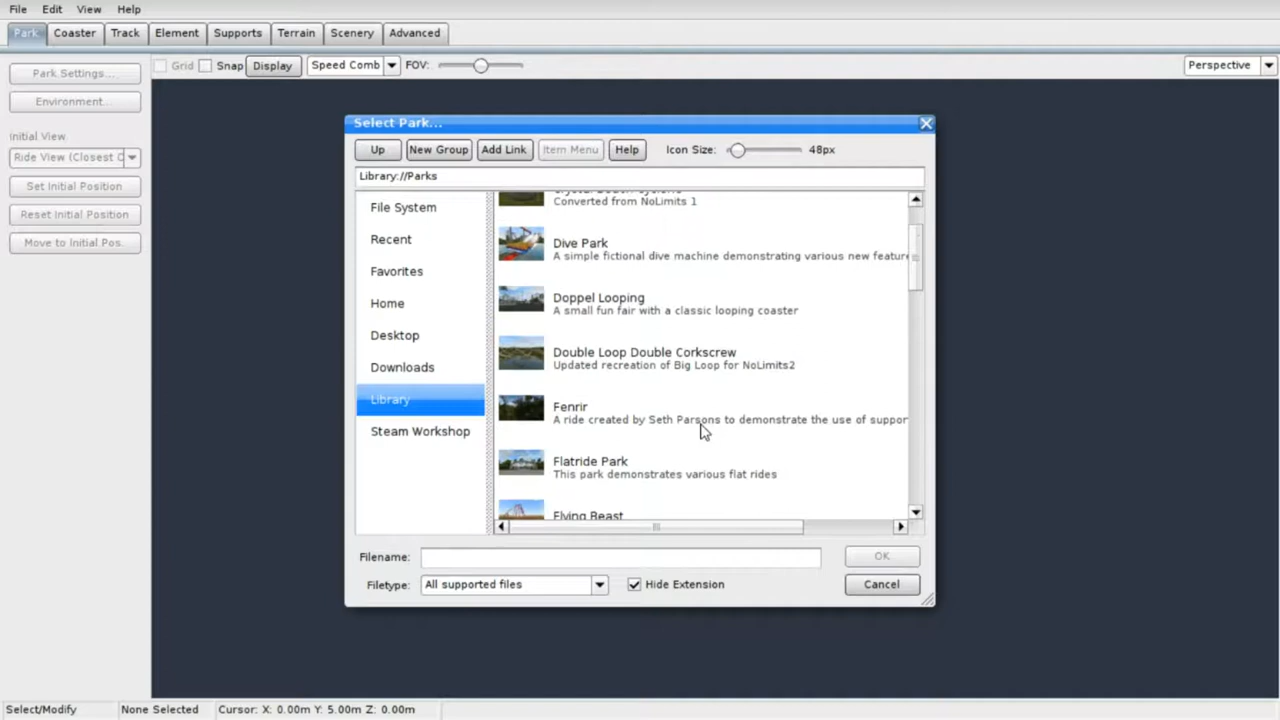 File Edit View Help
Park Coaster Track Element Supports Terrain Scenery Advanced
Park Settings... Grid Snap Display Speed Comb FOV: Perspective
Environment...
Initial View
Ride View (Closest C
Set Initial Position
Reset Initial Position
Move to Initial Pos.
Select Park...
Up New Group Add Link Item Menu Help Icon Size: 48px
Library://Parks
File System
Recent
Favorites
Home
Desktop
Downloads
Library
Steam Workshop
Converted from NoLimits 1
Dive Park
A simple fictional dive machine demonstrating various new feature
Doppel Looping
A small fun fair with a classic looping coaster
Double Loop Double Corkscrew
Updated recreation of Big Loop for NoLimits2
Fenrir
A ride created by Seth Parsons to demonstrate the use of suppor
Flatride Park
This park demonstrates various flat rides
Flying Beast
Filename: OK
Filetype: All supported files Hide Extension Cancel
Select/Modify None Selected Cursor: X: 0.00m Y: 5.00m Z: 0.00m